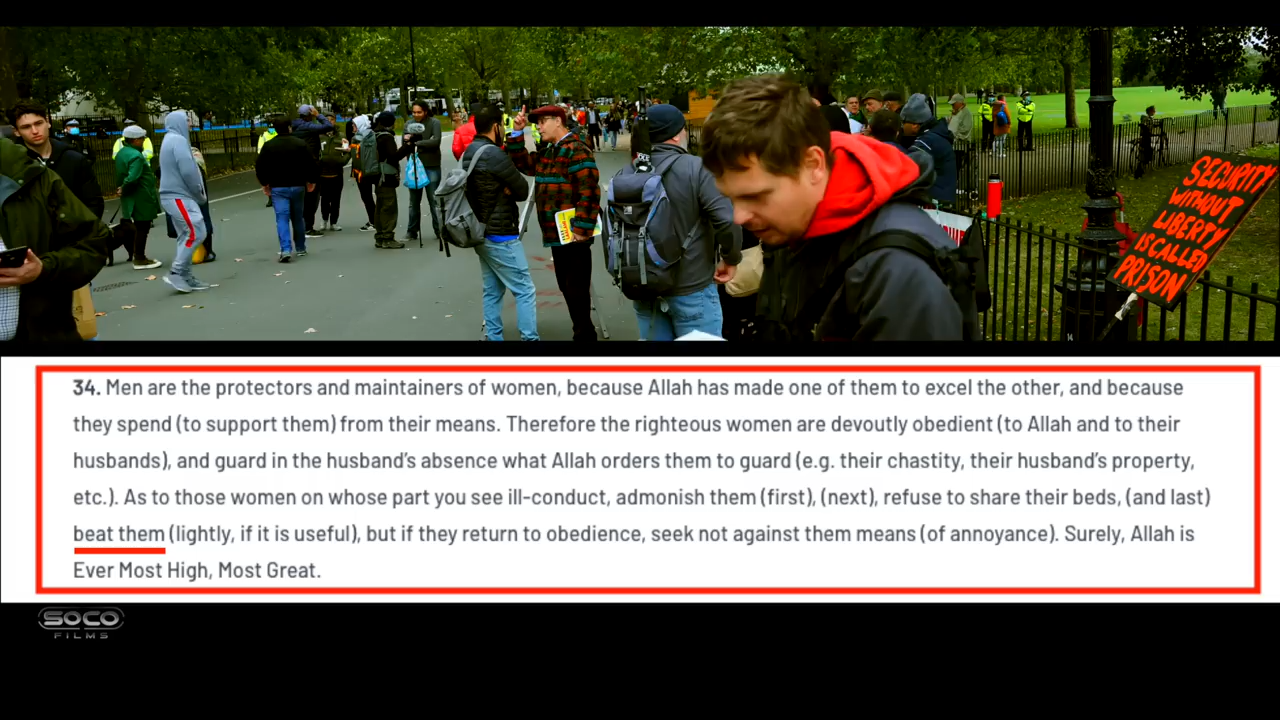 SECURITY
WITHOUT
LIBERTY
IS CALLED
PRISON
34. Men are the protectors and maintainers of women, because Allah has made one of them to excel the other, and because
they spend (to support them) from their means. Therefore the righteous women are devoutly obedient (to Allah and to their
husbands), and guard in the husband's absence what Allah orders them to guard (e.g. their chastity, their husband's property,
etc.). As to those women on whose part you see ill-conduct, admonish them (first), (next), refuse to share their beds, (and last)
beat them (lightly, if it is useful), but if they return to obedience, seek not against them means (of annoyance). Surely, Allah is
Ever Most High, Most Great.
SOCO
FILMS